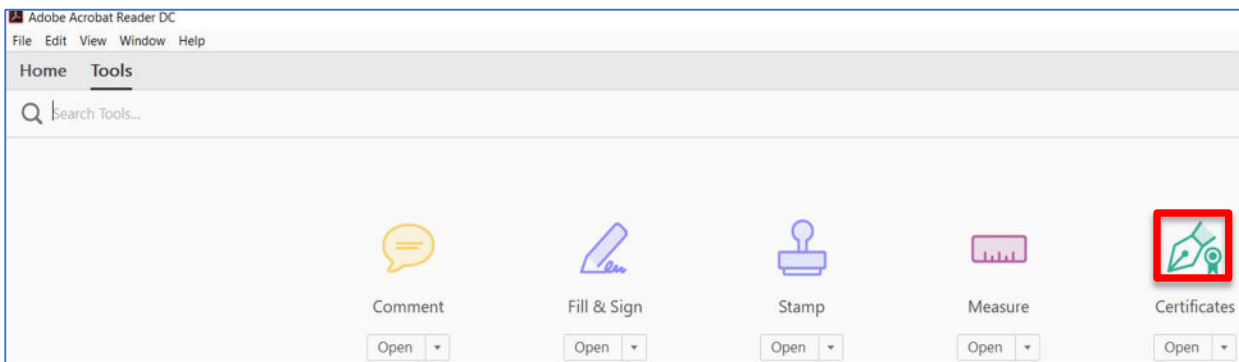 Adobe Acrobat Reader DC
File Edit View Window Help
Home Tools
Search Tools...
Comment Fill & Sign Stamp Measure Certificates
Open Open Open Open Open